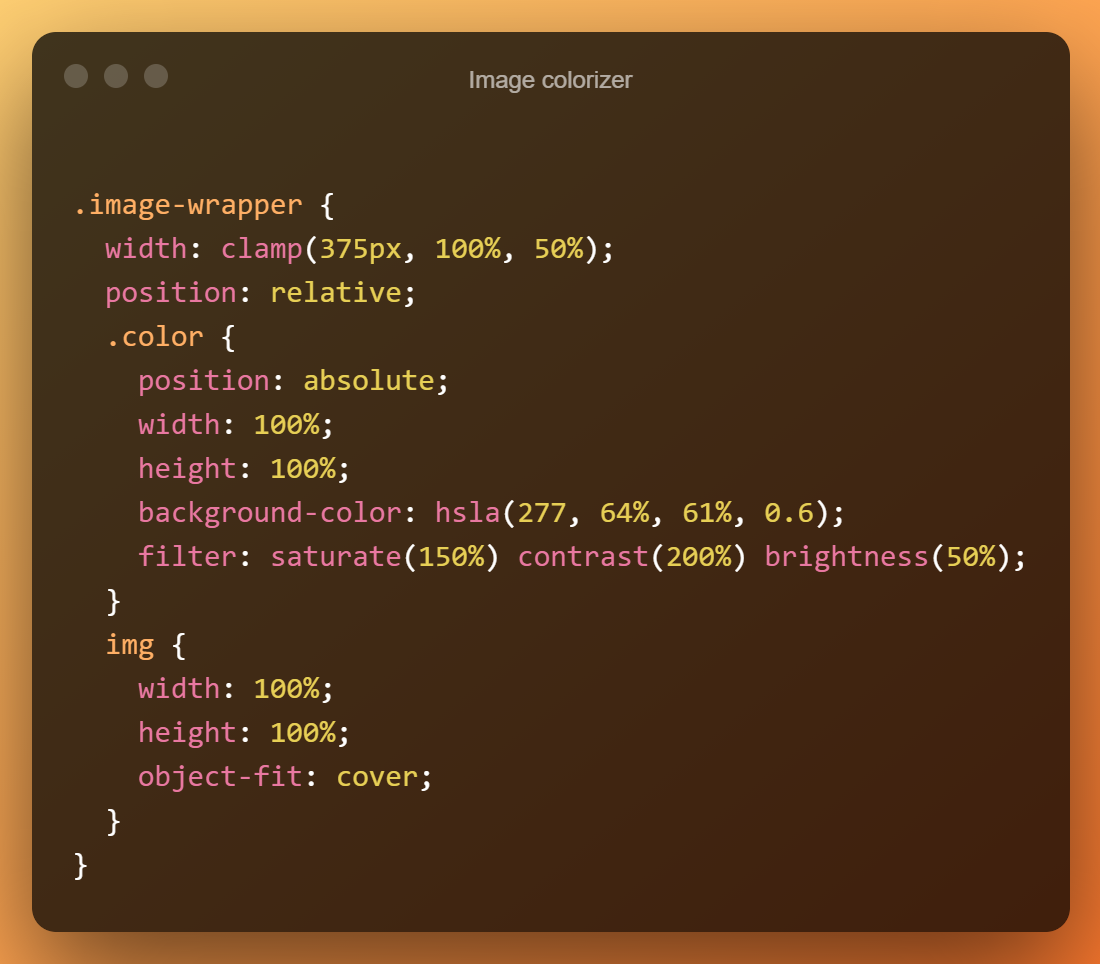 Image colorizer
.image-wrapper {
  width: clamp(375px, 100%, 50%);
  position: relative;
  .color {
    position: absolute;
    width: 100%;
    height: 100%;
    background-color: hsla(277, 64%, 61%, 0.6);
    filter: saturate(150%) contrast(200%) brightness(50%);
  }
  img {
    width: 100%;
    height: 100%;
    object-fit: cover;
  }
}